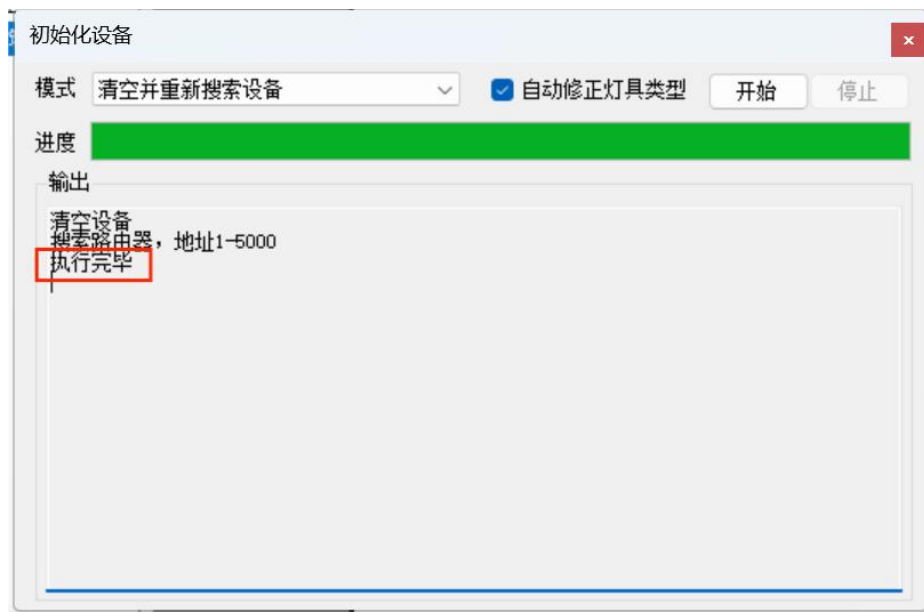 初始化设备
模式 清空并重新搜索设备 自动修正灯具类型 开始 停止
进度
输出
清空设备
搜索路由器，地址1-5000
执行完毕